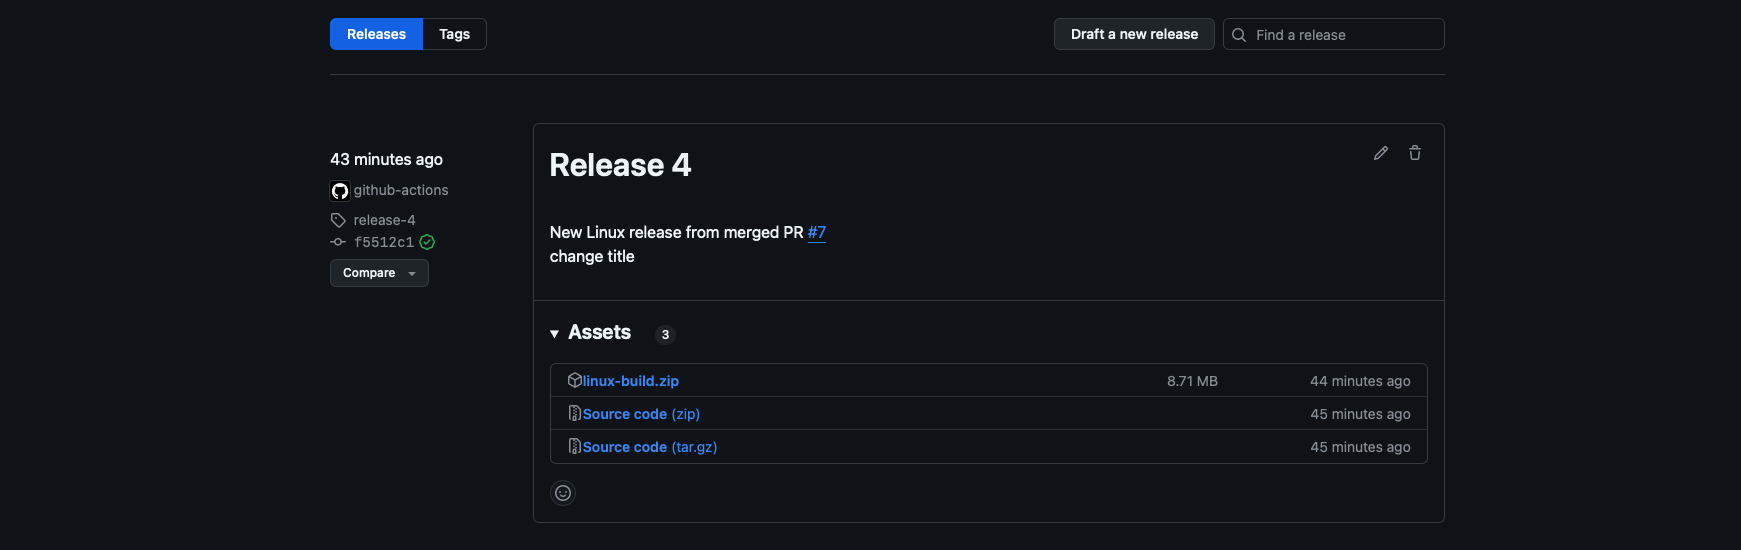 Releases Tags Draft a new release Find a release
43 minutes ago
github-actions
release-4
f5512c1
Compare
Release 4
New Linux release from merged PR #7
change title
Assets 3
linux-build.zip 8.71 MB 44 minutes ago
Source code (zip) 45 minutes ago
Source code (tar.gz) 45 minutes ago